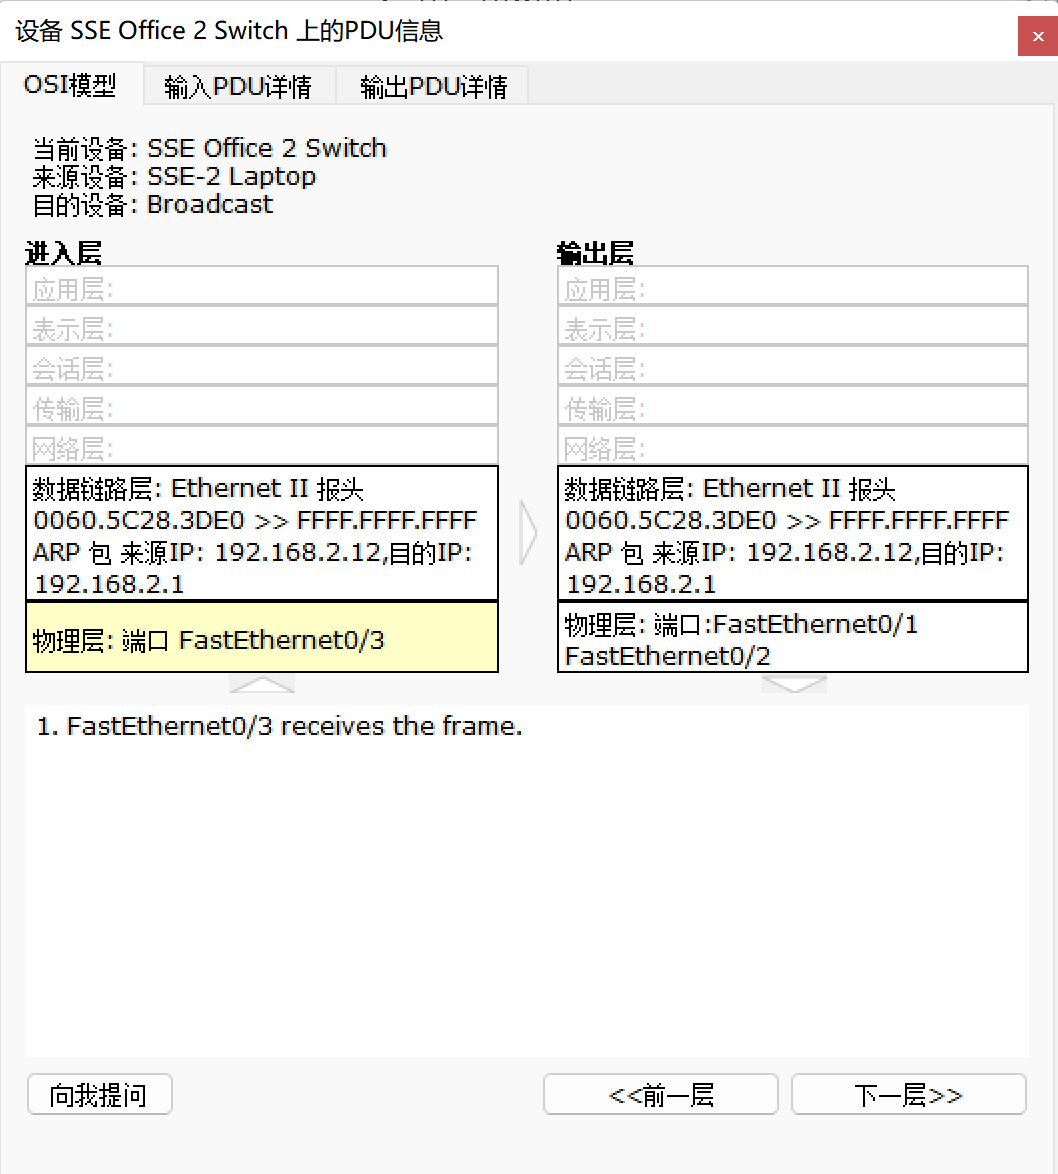 设备 SSE Office 2 Switch 上的PDU信息
×
OSI模型
输入PDU详情
输出PDU详情
当前设备: SSE Office 2 Switch
来源设备: SSE-2 Laptop
目的设备: Broadcast
进入层
应用层:
表示层:
会话层:
传输层:
网络层:
数据链路层: Ethernet II 报头
0060.5C28.3DE0 >> FFFF.FFFF.FFFF
ARP 包 来源IP: 192.168.2.12,目的IP:
192.168.2.1
物理层: 端口 FastEthernet0/3
输出层
应用层:
表示层:
会话层:
传输层:
网络层:
数据链路层: Ethernet II 报头
0060.5C28.3DE0 >> FFFF.FFFF.FFFF
ARP 包 来源IP: 192.168.2.12,目的IP:
192.168.2.1
物理层: 端口:FastEthernet0/1
FastEthernet0/2
1. FastEthernet0/3 receives the frame.
向我提问
<<前一层
下一层>>